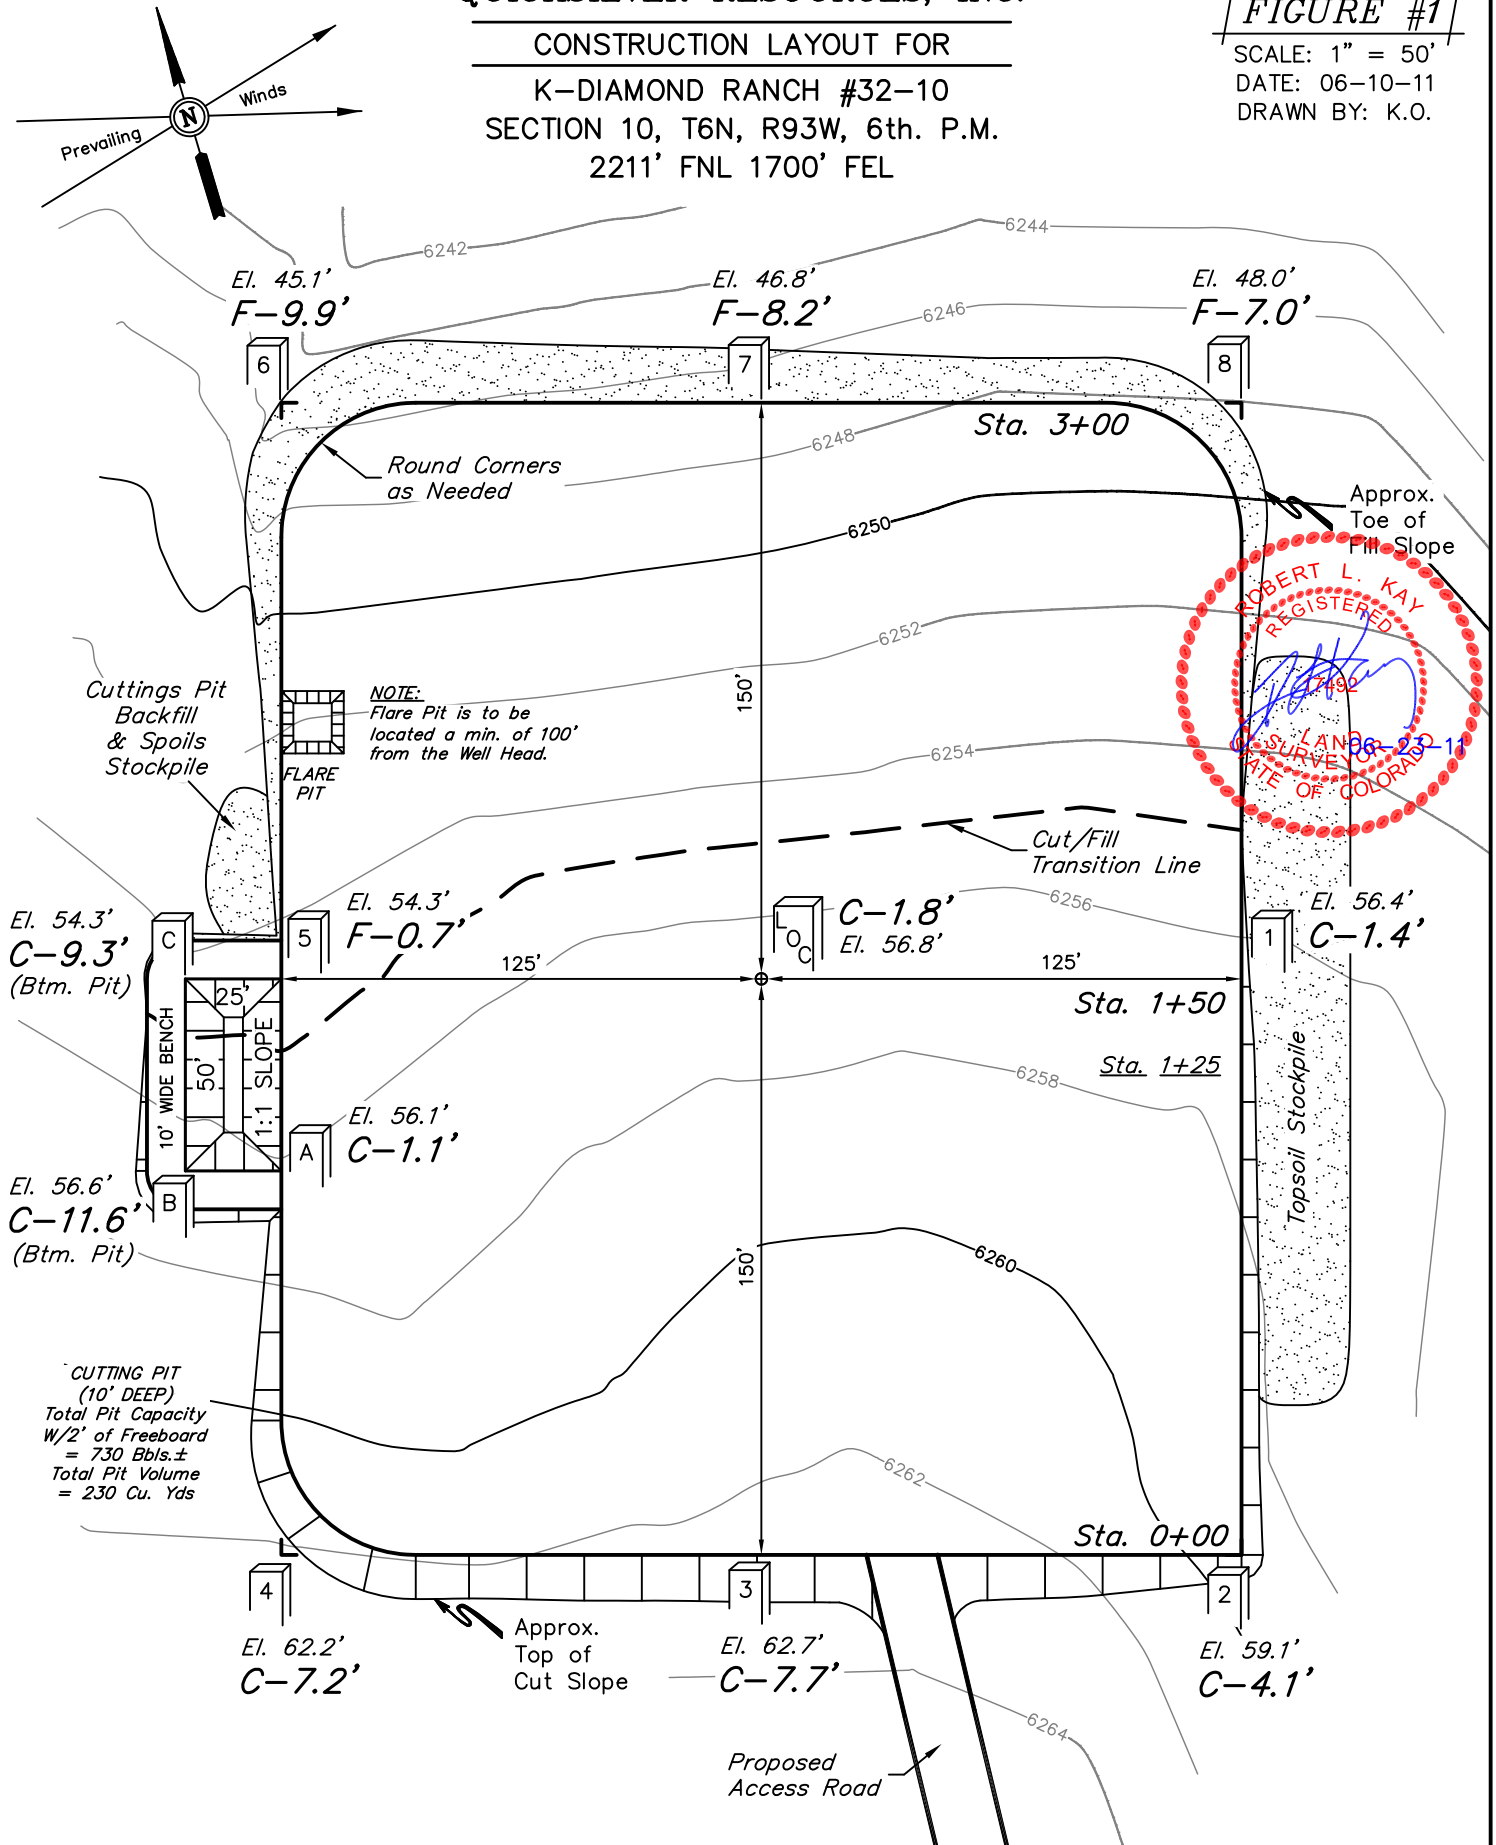 QUICKSILVER RESOURCES, INC.
CONSTRUCTION LAYOUT FOR
K-DIAMOND RANCH #32-10
SECTION 10, T6N, R93W, 6th. P.M.
2211' FNL 1700' FEL
FIGURE #1
SCALE: 1" = 50'
DATE: 06-10-11
DRAWN BY: K.O.
N
Winds
Prevailing
6242
6244
El. 45.1'
F-9.9'
El. 46.8'
F-8.2'
El. 48.0'
F-7.0'
6246
6
7
8
Sta. 3+00
6248
Round Corners
as Needed
6250
Approx.
Toe of
Fill Slope
ROBERT L. KAY
REGISTERED
17492
LAND
SURVEYOR
STATE OF COLORADO
06-23-11
6252
150'
Cuttings Pit
Backfill
& Spoils
Stockpile
NOTE:
Flare Pit is to be
located a min. of 100'
from the Well Head.
FLARE
PIT
6254
Cut/Fill
Transition Line
6256
El. 54.3'
C-9.3'
(Btm. Pit)
C
5
El. 54.3'
F-0.7'
LOC
C-1.8'
El. 56.8'
1
El. 56.4'
C-1.4'
125'
125'
Sta. 1+50
25'
50'
10' WIDE BENCH
1:1 SLOPE
6258
Sta. 1+25
Topsoil Stockpile
A
El. 56.1'
C-1.1'
El. 56.6'
C-11.6'
(Btm. Pit)
B
150'
6260
CUTTING PIT
(10' DEEP)
Total Pit Capacity
W/2' of Freeboard
= 730 Bbls.±
Total Pit Volume
= 230 Cu. Yds
6262
Sta. 0+00
4
3
2
El. 62.2'
C-7.2'
Approx.
Top of
Cut Slope
El. 62.7'
C-7.7'
El. 59.1'
C-4.1'
6264
Proposed
Access Road